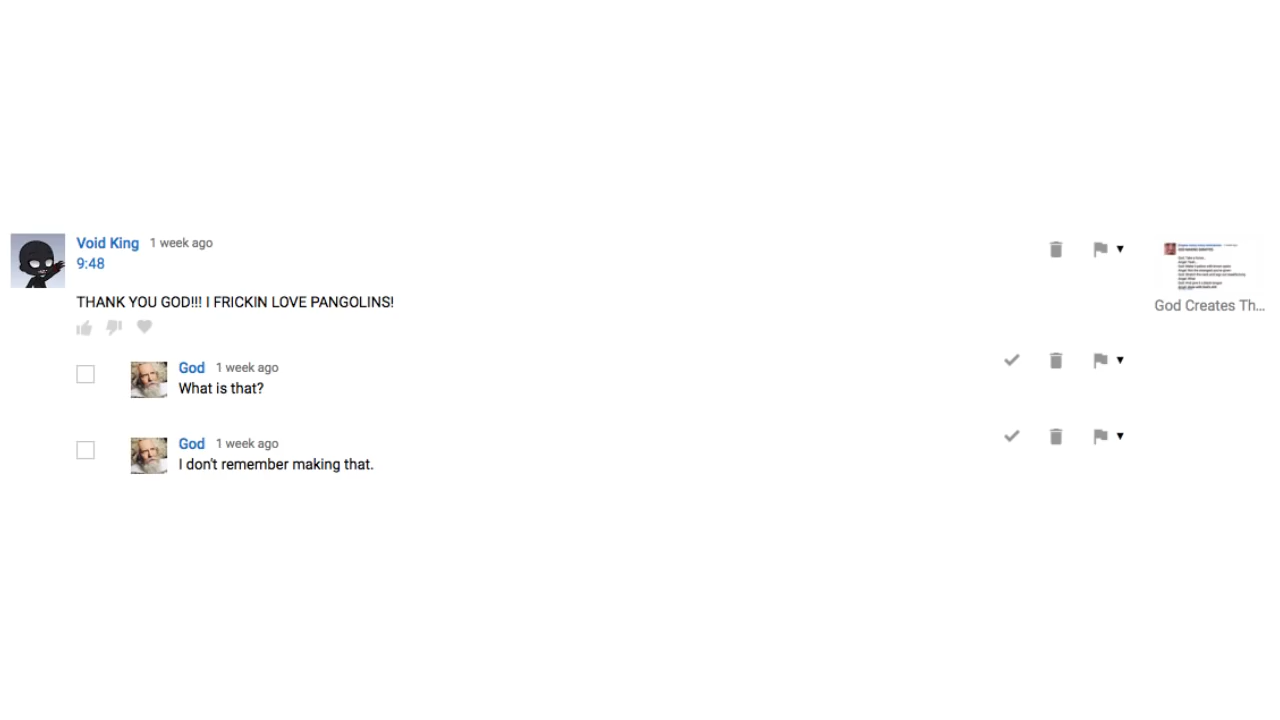 Void King 1 week ago
9:48
THANK YOU GOD!!! I FRICKIN LOVE PANGOLINS!
God Creates Th...
God 1 week ago
What is that?
God 1 week ago
I don't remember making that.